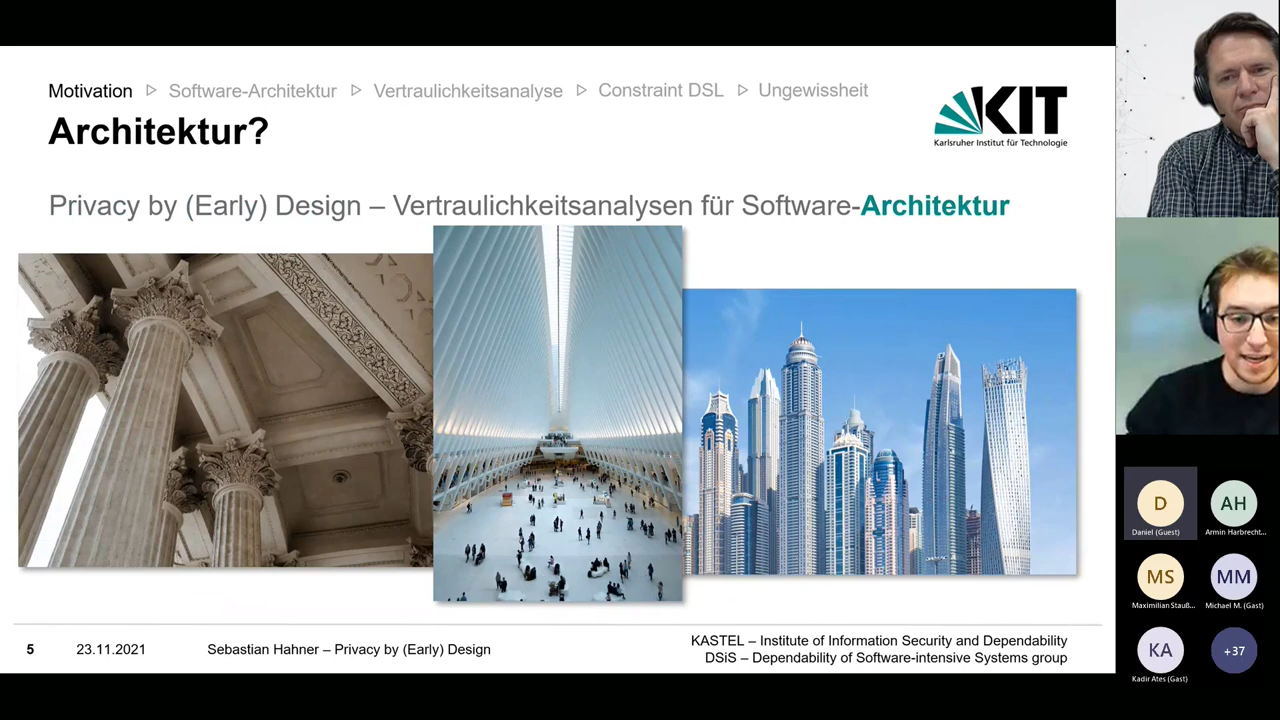 Motivation ▷ Software-Architektur ▷ Vertraulichkeitsanalyse ▷ Constraint DSL ▷ Ungewissheit
Architektur?
KIT
Karlsruher Institut für Technologie
Privacy by (Early) Design – Vertraulichkeitsanalysen für Software-Architektur
5 23.11.2021 Sebastian Hahner – Privacy by (Early) Design
KASTEL – Institute of Information Security and Dependability
DSiS – Dependability of Software-intensive Systems group
D
Daniel (Guest)
AH
Armin Harbrecht...
MS
Maximilian Stauß...
MM
Michael M. (Gast)
KA
Kadir Ates (Gast)
+37